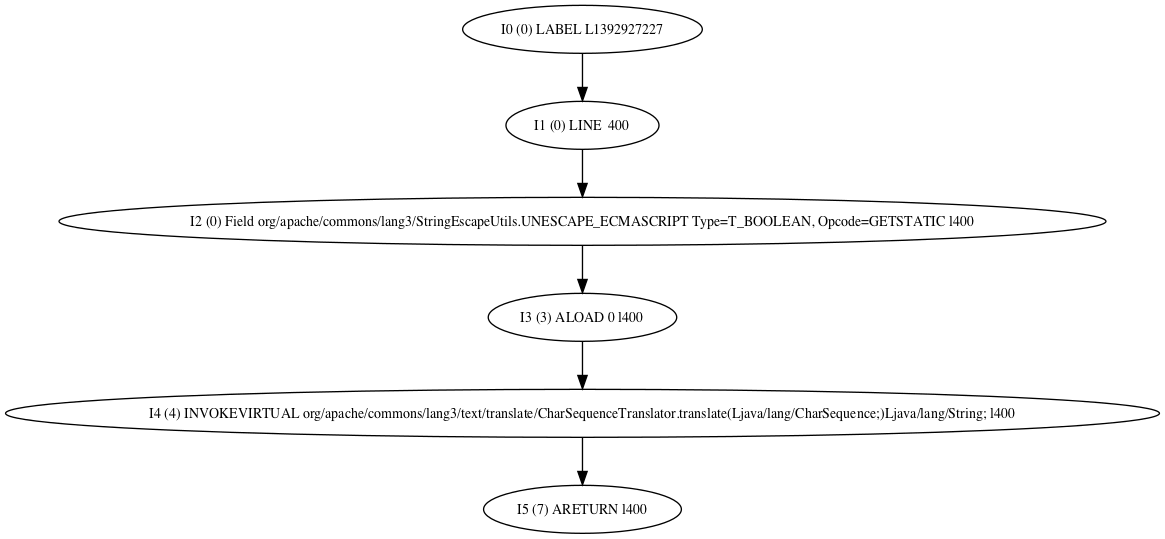 I0 (0) LABEL L1392927227
I1 (0) LINE 400
I2 (0) Field org/apache/commons/lang3/StringEscapeUtils.UNESCAPE_ECMASCRIPT Type=T_BOOLEAN, Opcode=GETSTATIC l400
I3 (3) ALOAD 0 l400
I4 (4) INVOKEVIRTUAL org/apache/commons/lang3/text/translate/CharSequenceTranslator.translate(Ljava/lang/CharSequence;)Ljava/lang/String; l400
I5 (7) ARETURN l400